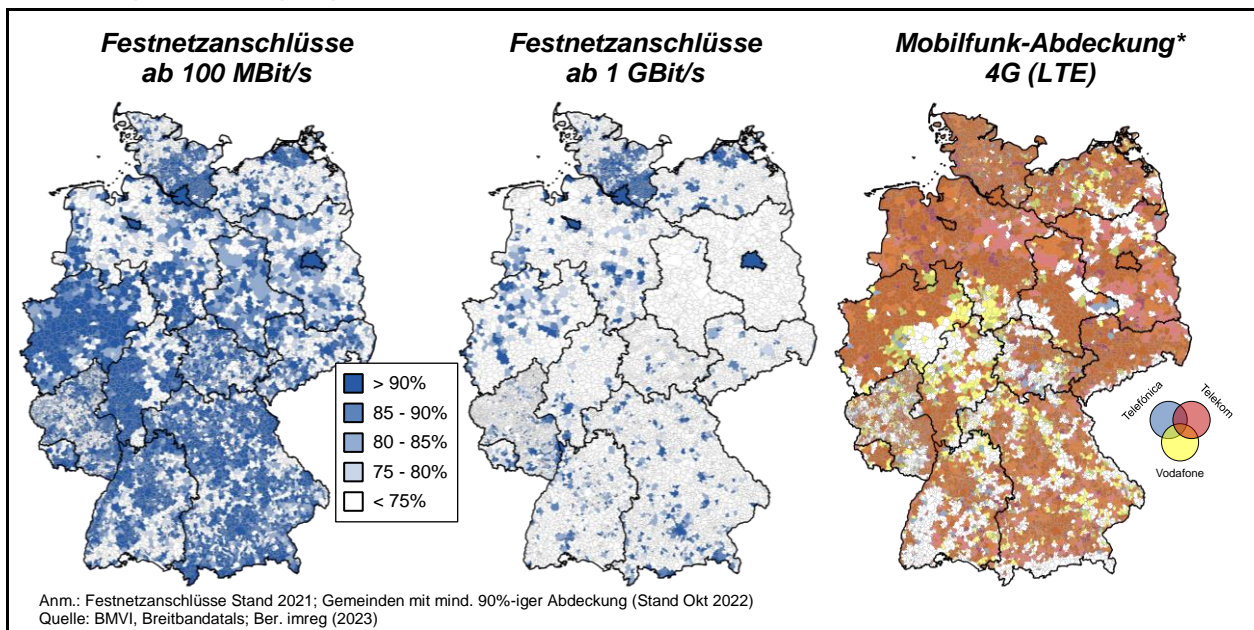 Festnetzanschlüsse
ab 100 MBit/s
Festnetzanschlüsse
ab 1 GBit/s
Mobilfunk-Abdeckung*
4G (LTE)
> 90%
85 - 90%
80 - 85%
75 - 80%
< 75%
Telefónica
Telekom
Vodafone
Anm.: Festnetzanschlüsse Stand 2021; Gemeinden mit mind. 90%-iger Abdeckung (Stand Okt 2022)
Quelle: BMVI, Breitbandatals; Ber. imreg (2023)